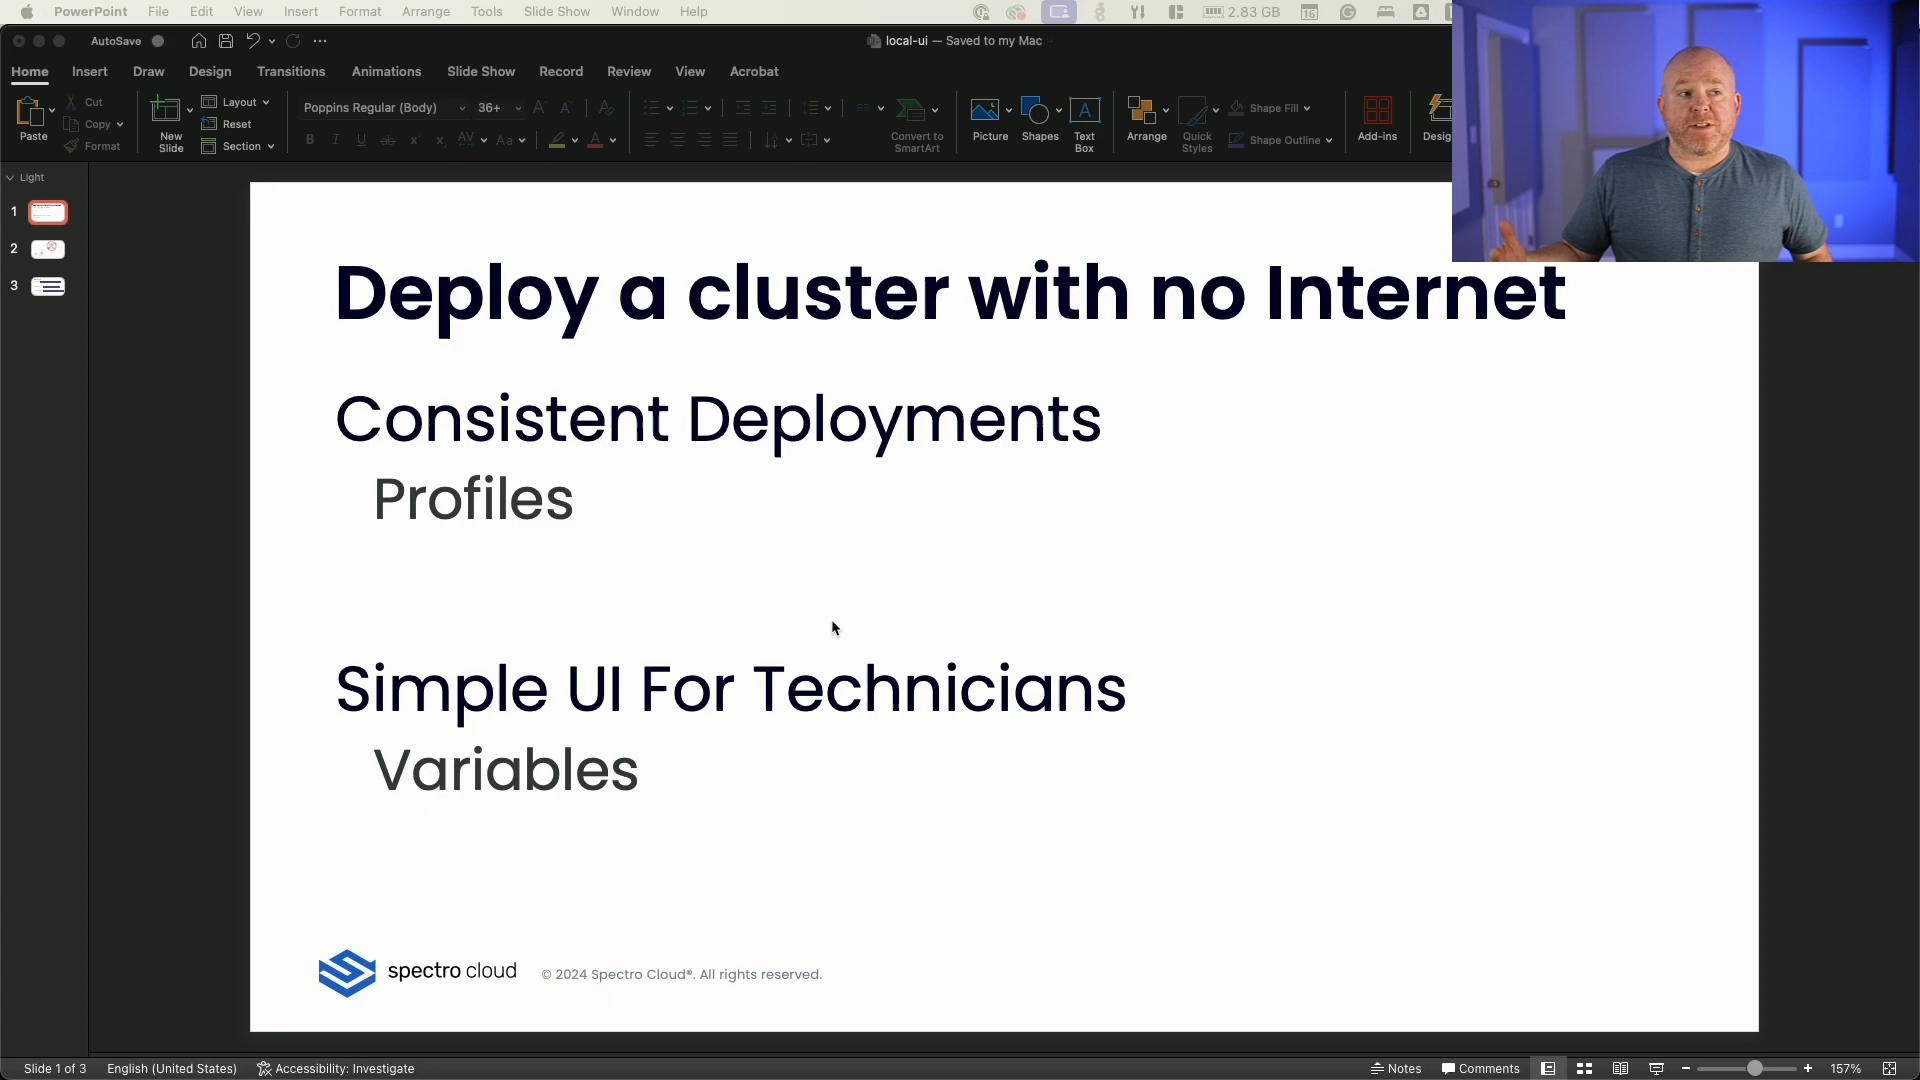 PowerPoint File Edit View Insert Format Arrange Tools Slide Show Window Help 2.83 GB 16
AutoSave local-ui — Saved to my Mac
Home Insert Draw Design Transitions Animations Slide Show Record Review View Acrobat
Paste Cut Copy Format
New Slide Layout Reset Section
Poppins Regular (Body) 36+
Convert to SmartArt
Picture Shapes Text Box Arrange Quick Styles Shape Fill Shape Outline Add-ins
Light
1
2
3
Deploy a cluster with no Internet
Consistent Deployments
Profiles
Simple UI For Technicians
Variables
spectro cloud © 2024 Spectro Cloud®. All rights reserved.
Slide 1 of 3 English (United States) Accessibility: Investigate Notes Comments 157%